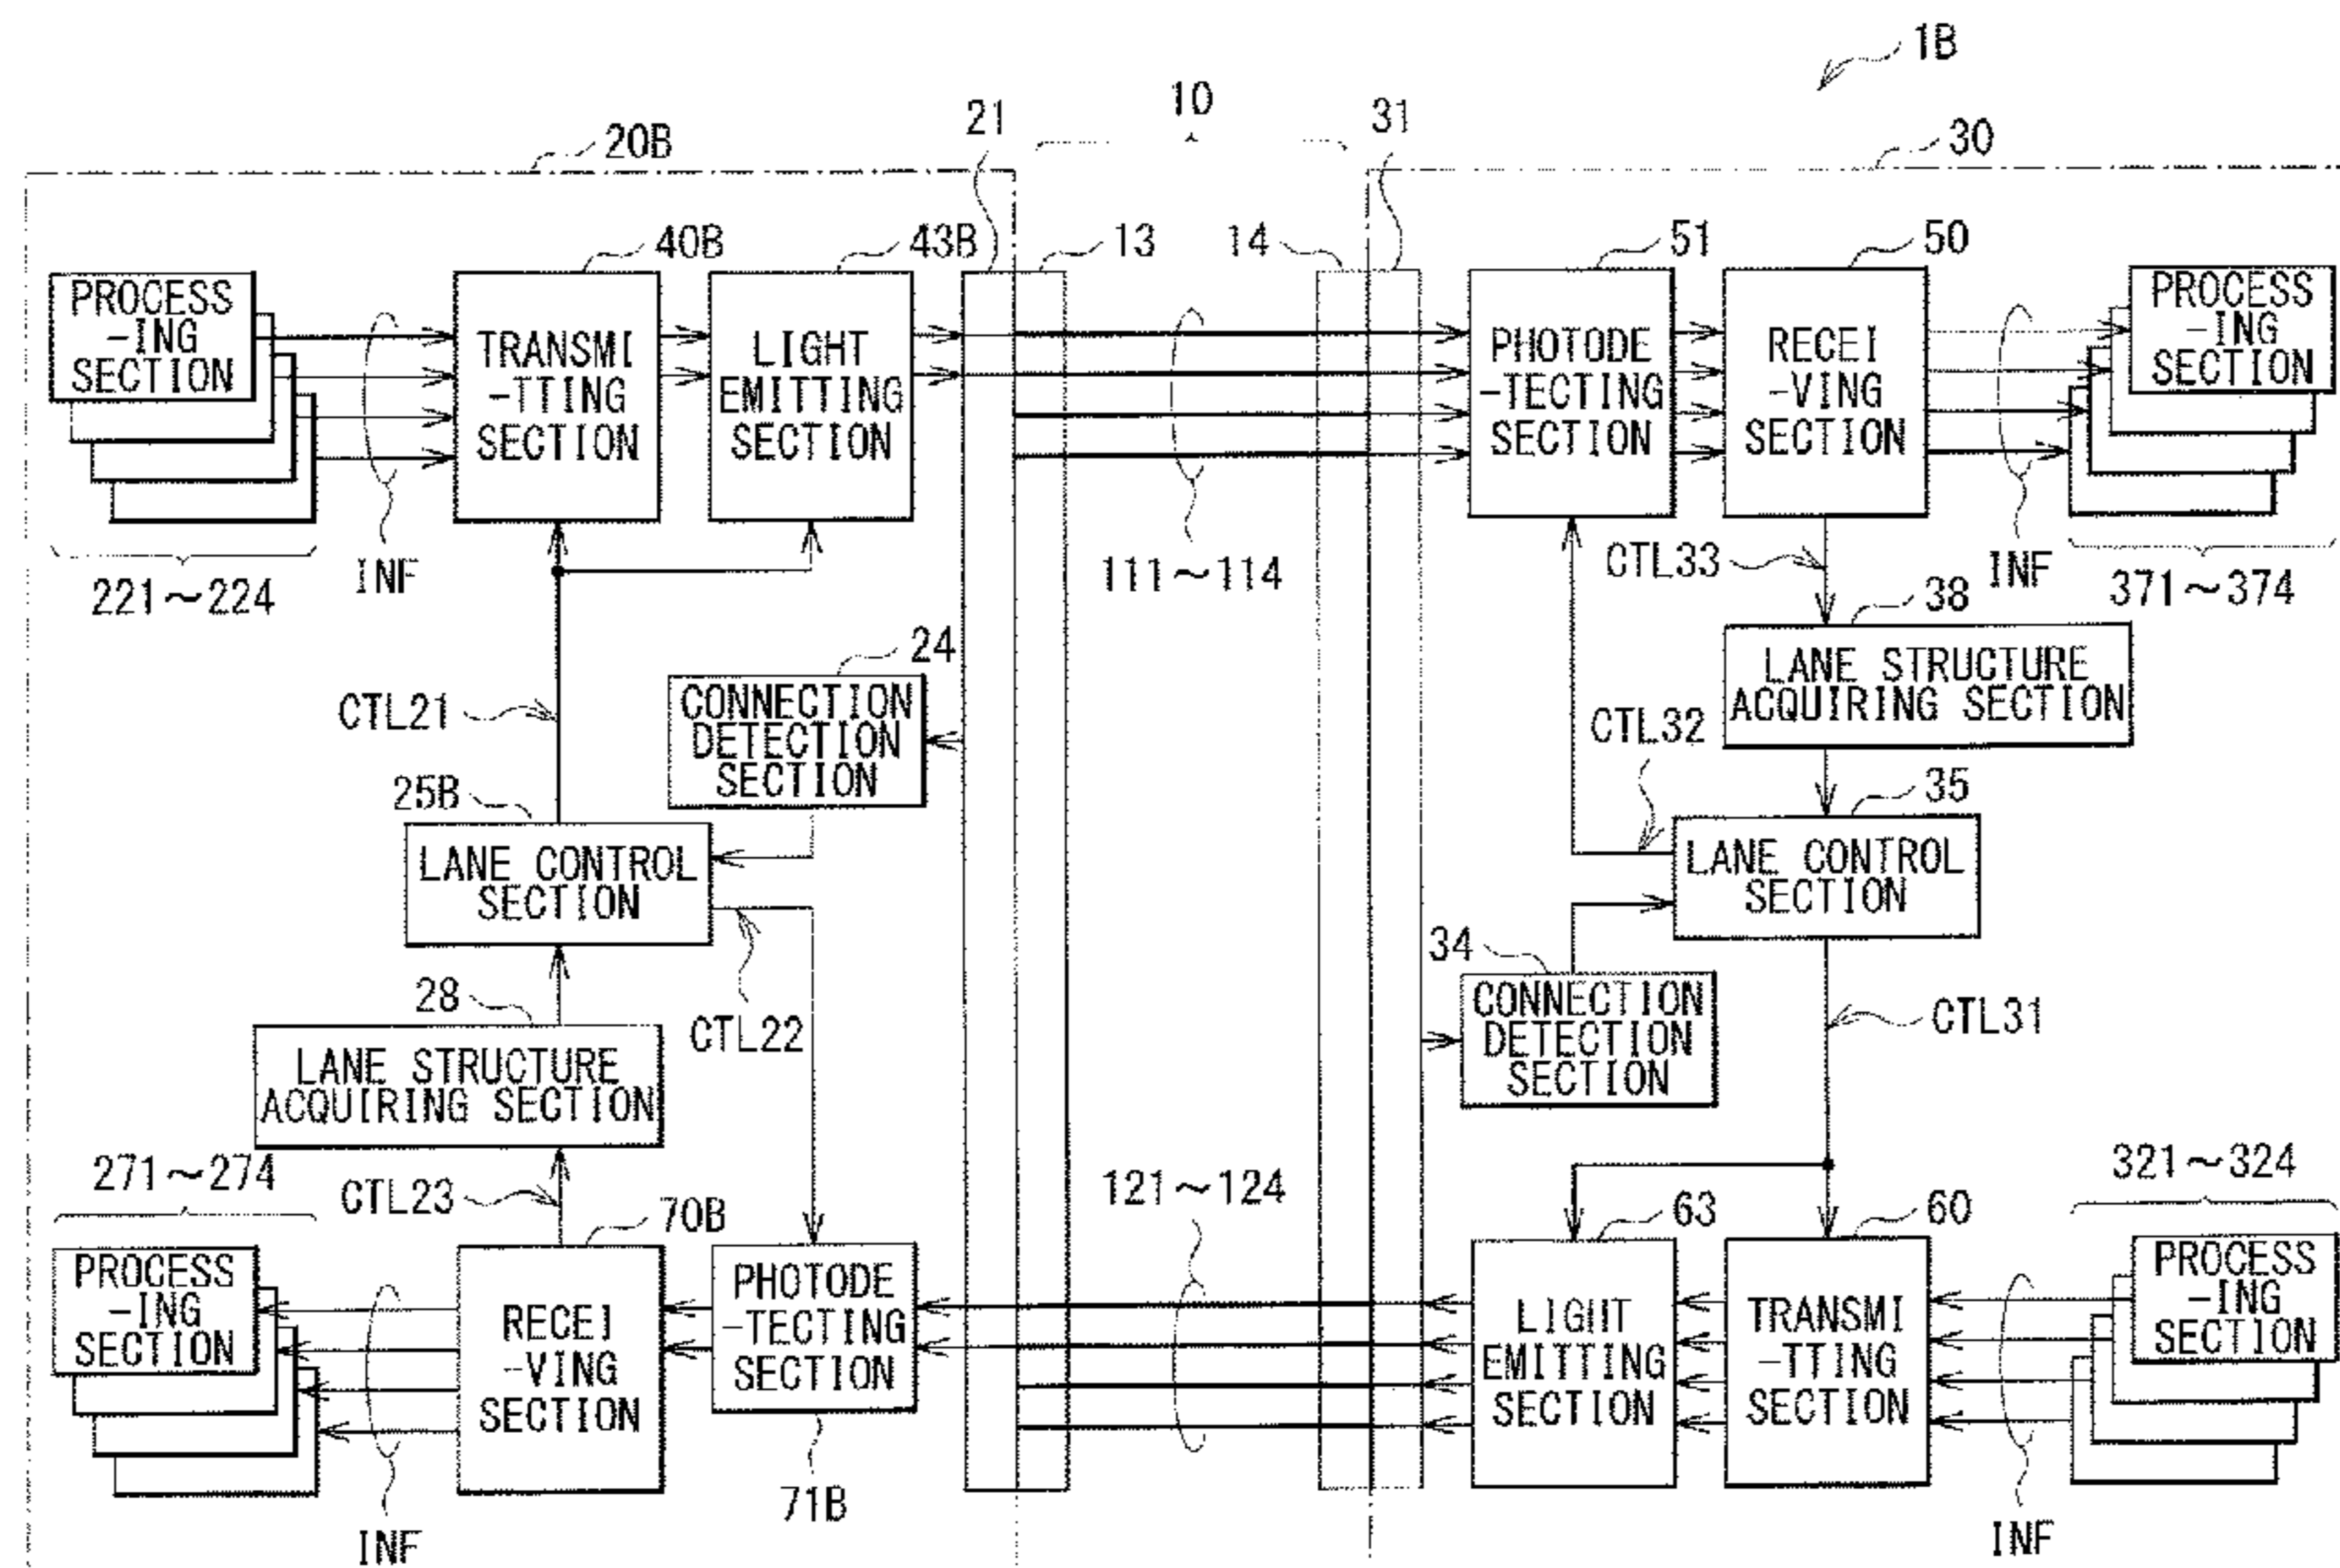 1B
10
21
31
20B
30
40B
43B
13
14
51
50
PROCESS
-ING
SECTION
TRANSMI
-TTING
SECTION
LIGHT
EMITTING
SECTION
PHOTODE
-TECTING
SECTION
RECEI
-VING
SECTION
PROCESS
-ING
SECTION
221~224
INF
111~114
CTL33
INF
371~374
38
24
LANE STRUCTURE
ACQUIRING SECTION
CTL21
CONNECTION
DETECTION
SECTION
CTL32
25B
35
LANE CONTROL
SECTION
LANE CONTROL
SECTION
34
28
CTL22
CONNECTION
DETECTION
SECTION
CTL31
LANE STRUCTURE
ACQUIRING SECTION
271~274
CTL23
70B
121~124
63
60
321~324
PROCESS
-ING
SECTION
RECEI
-VING
SECTION
PHOTODE
-TECTING
SECTION
LIGHT
EMITTING
SECTION
TRANSMI
-TTING
SECTION
PROCESS
-ING
SECTION
71B
INF
INF